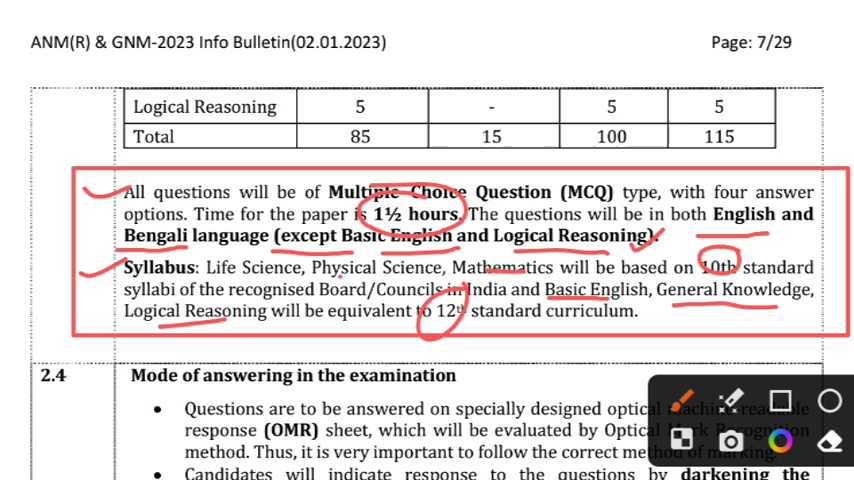 ANM(R) & GNM-2023 Info Bulletin(02.01.2023) Page: 7/29
Logical Reasoning 5 - 5 5
Total 85 15 100 115
All questions will be of Multiple Choice Question (MCQ) type, with four answer
options. Time for the paper is 1½ hours. The questions will be in both English and
Bengali language (except Basic English and Logical Reasoning).
Syllabus: Life Science, Physical Science, Mathematics will be based on 10th standard
syllabi of the recognised Board/Councils in India and Basic English, General Knowledge,
Logical Reasoning will be equivalent to 12th standard curriculum.
2.4 Mode of answering in the examination
• Questions are to be answered on specially designed optical machine readable
response (OMR) sheet, which will be evaluated by Optical Mark Recognition
method. Thus, it is very important to follow the correct method of marking.
• Candidates will indicate response to the questions by darkening the